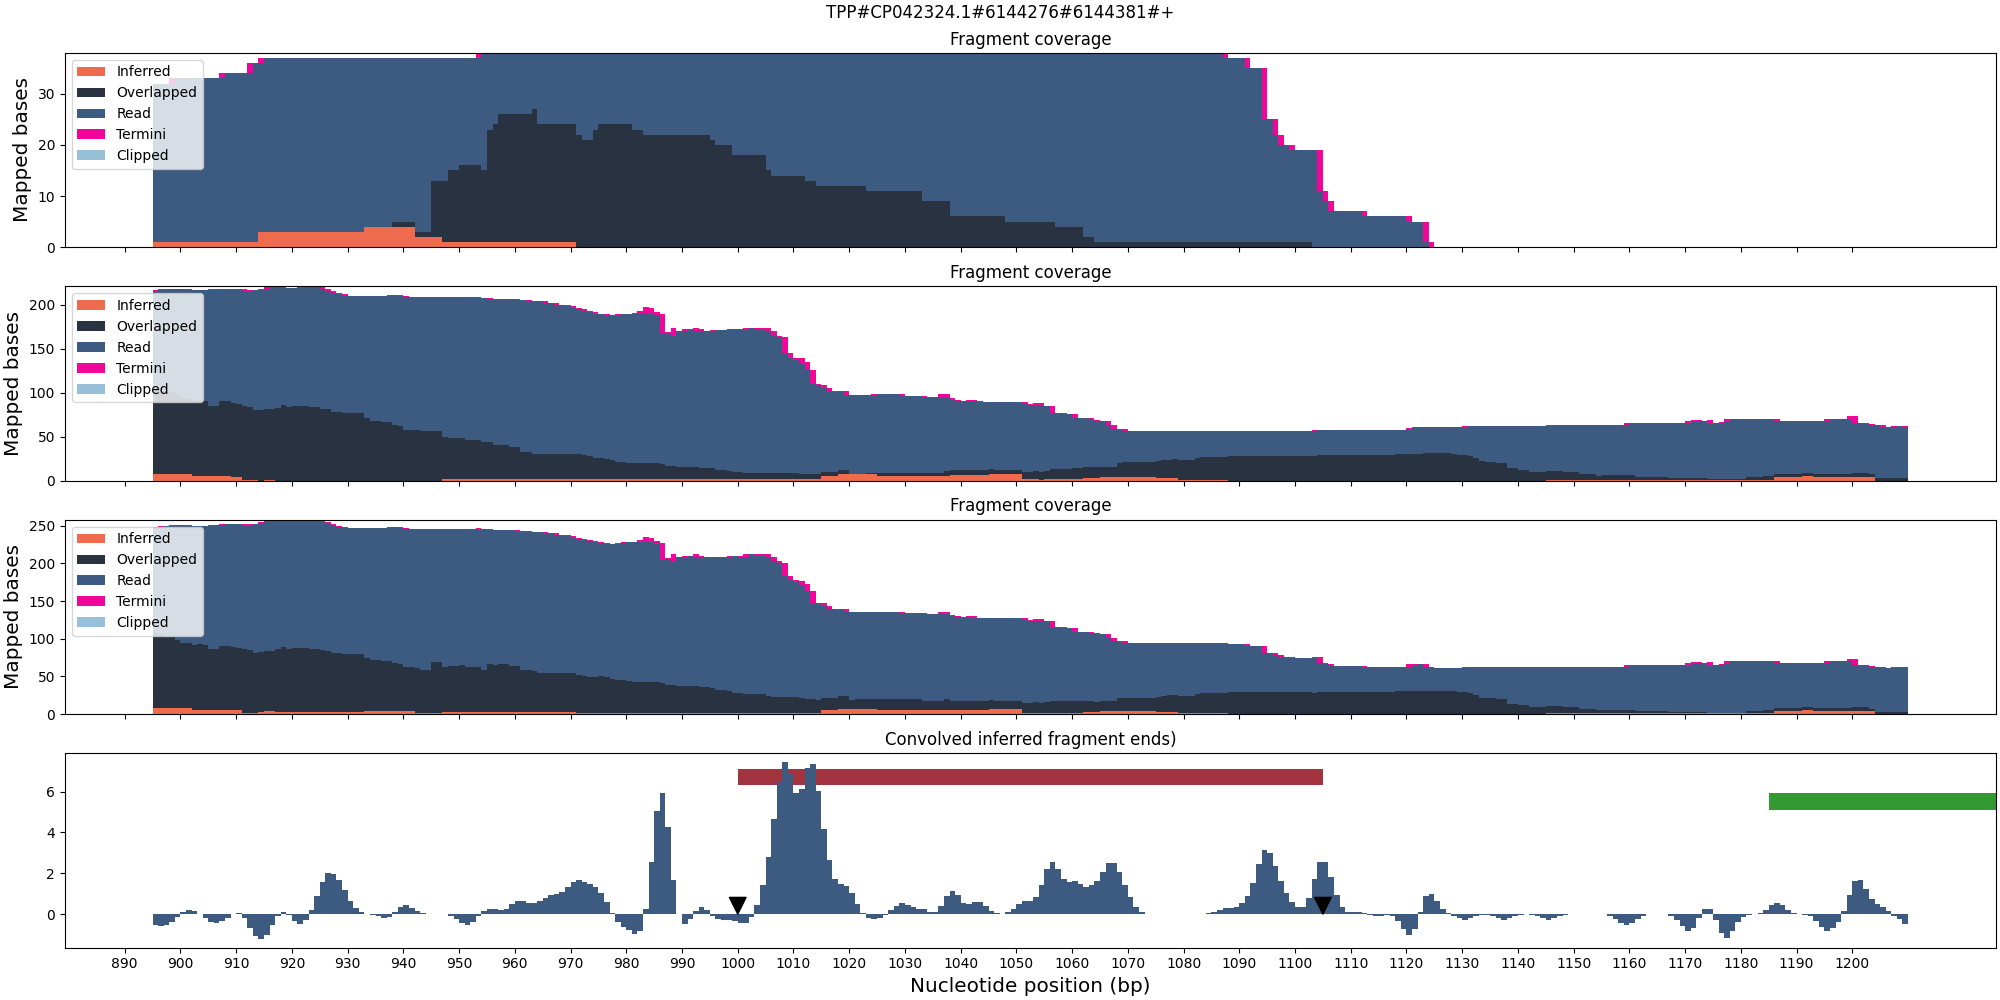 TPP#CP042324.1#6144276#6144381#+
Fragment coverage
Mapped bases
30
20
10
0
Inferred
Overlapped
Read
Termini
Clipped
Fragment coverage
Mapped bases
200
150
100
50
0
Inferred
Overlapped
Read
Termini
Clipped
Fragment coverage
Mapped bases
250
200
150
100
50
0
Inferred
Overlapped
Read
Termini
Clipped
Convolved inferred fragment ends)
6
4
2
0
890 900 910 920 930 940 950 960 970 980 990 1000 1010 1020 1030 1040 1050 1060 1070 1080 1090 1100 1110 1120 1130 1140 1150 1160 1170 1180 1190 1200
Nucleotide position (bp)